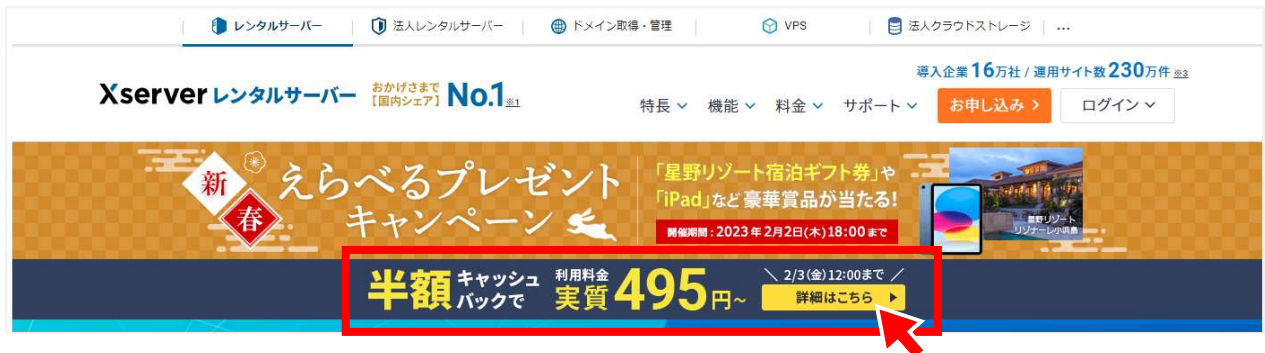 レンタルサーバー
法人レンタルサーバー
ドメイン取得・管理
VPS
法人クラウドストレージ
...
導入企業16万社 / 運用サイト数230万件 ※3
Xserver レンタルサーバー
おかげさまで
【国内シェア】 No.1 ※1
特長 機能 料金 サポート お申し込み ログイン
新春
えらべるプレゼント
キャンペーン
「星野リゾート宿泊ギフト券」や
「iPad」など豪華賞品が当たる!
開催期間:2023年2月2日(木)18:00まで
星野リゾート
リゾナーレ小浜島
半額 キャッシュ
バックで
利用料金
実質 495円~
\ 2/3(金)12:00まで /
詳細はこちら